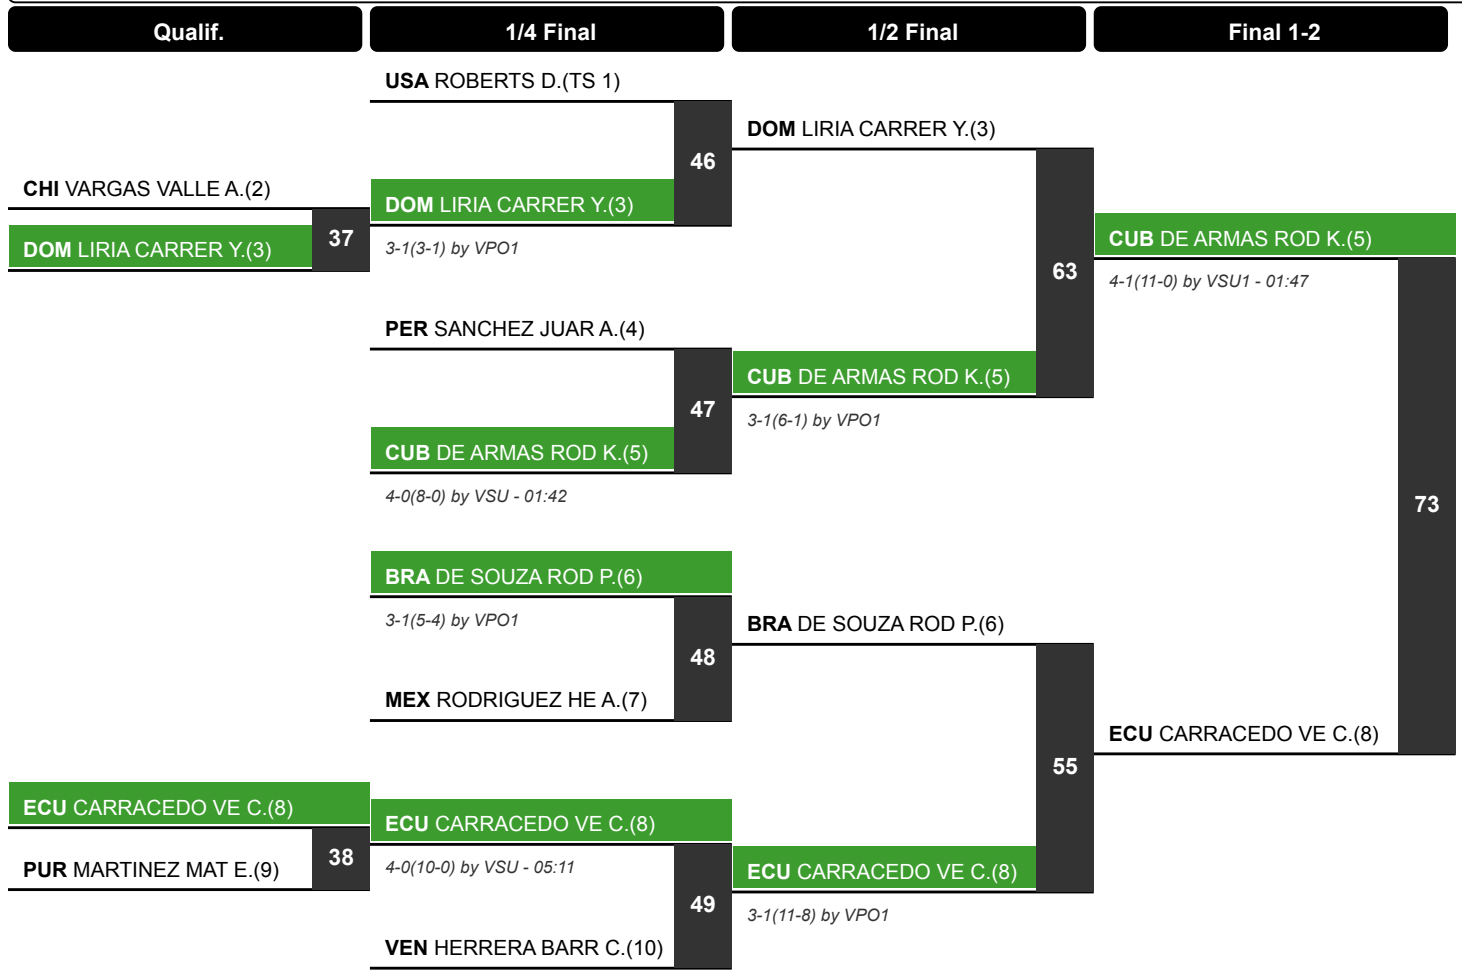 Qualif.
1/4 Final
1/2 Final
Final 1-2
USA ROBERTS D.(TS 1)
DOM LIRIA CARRER Y.(3)
46
CHI VARGAS VALLE A.(2)
DOM LIRIA CARRER Y.(3)
37
DOM LIRIA CARRER Y.(3)
3-1(3-1) by VPO1
CUB DE ARMAS ROD K.(5)
4-1(11-0) by VSU1 - 01:47
63
PER SANCHEZ JUAR A.(4)
CUB DE ARMAS ROD K.(5)
3-1(6-1) by VPO1
47
CUB DE ARMAS ROD K.(5)
4-0(8-0) by VSU - 01:42
73
BRA DE SOUZA ROD P.(6)
3-1(5-4) by VPO1
BRA DE SOUZA ROD P.(6)
48
MEX RODRIGUEZ HE A.(7)
ECU CARRACEDO VE C.(8)
55
ECU CARRACEDO VE C.(8)
PUR MARTINEZ MAT E.(9)
38
ECU CARRACEDO VE C.(8)
4-0(10-0) by VSU - 05:11
ECU CARRACEDO VE C.(8)
3-1(11-8) by VPO1
49
VEN HERRERA BARR C.(10)